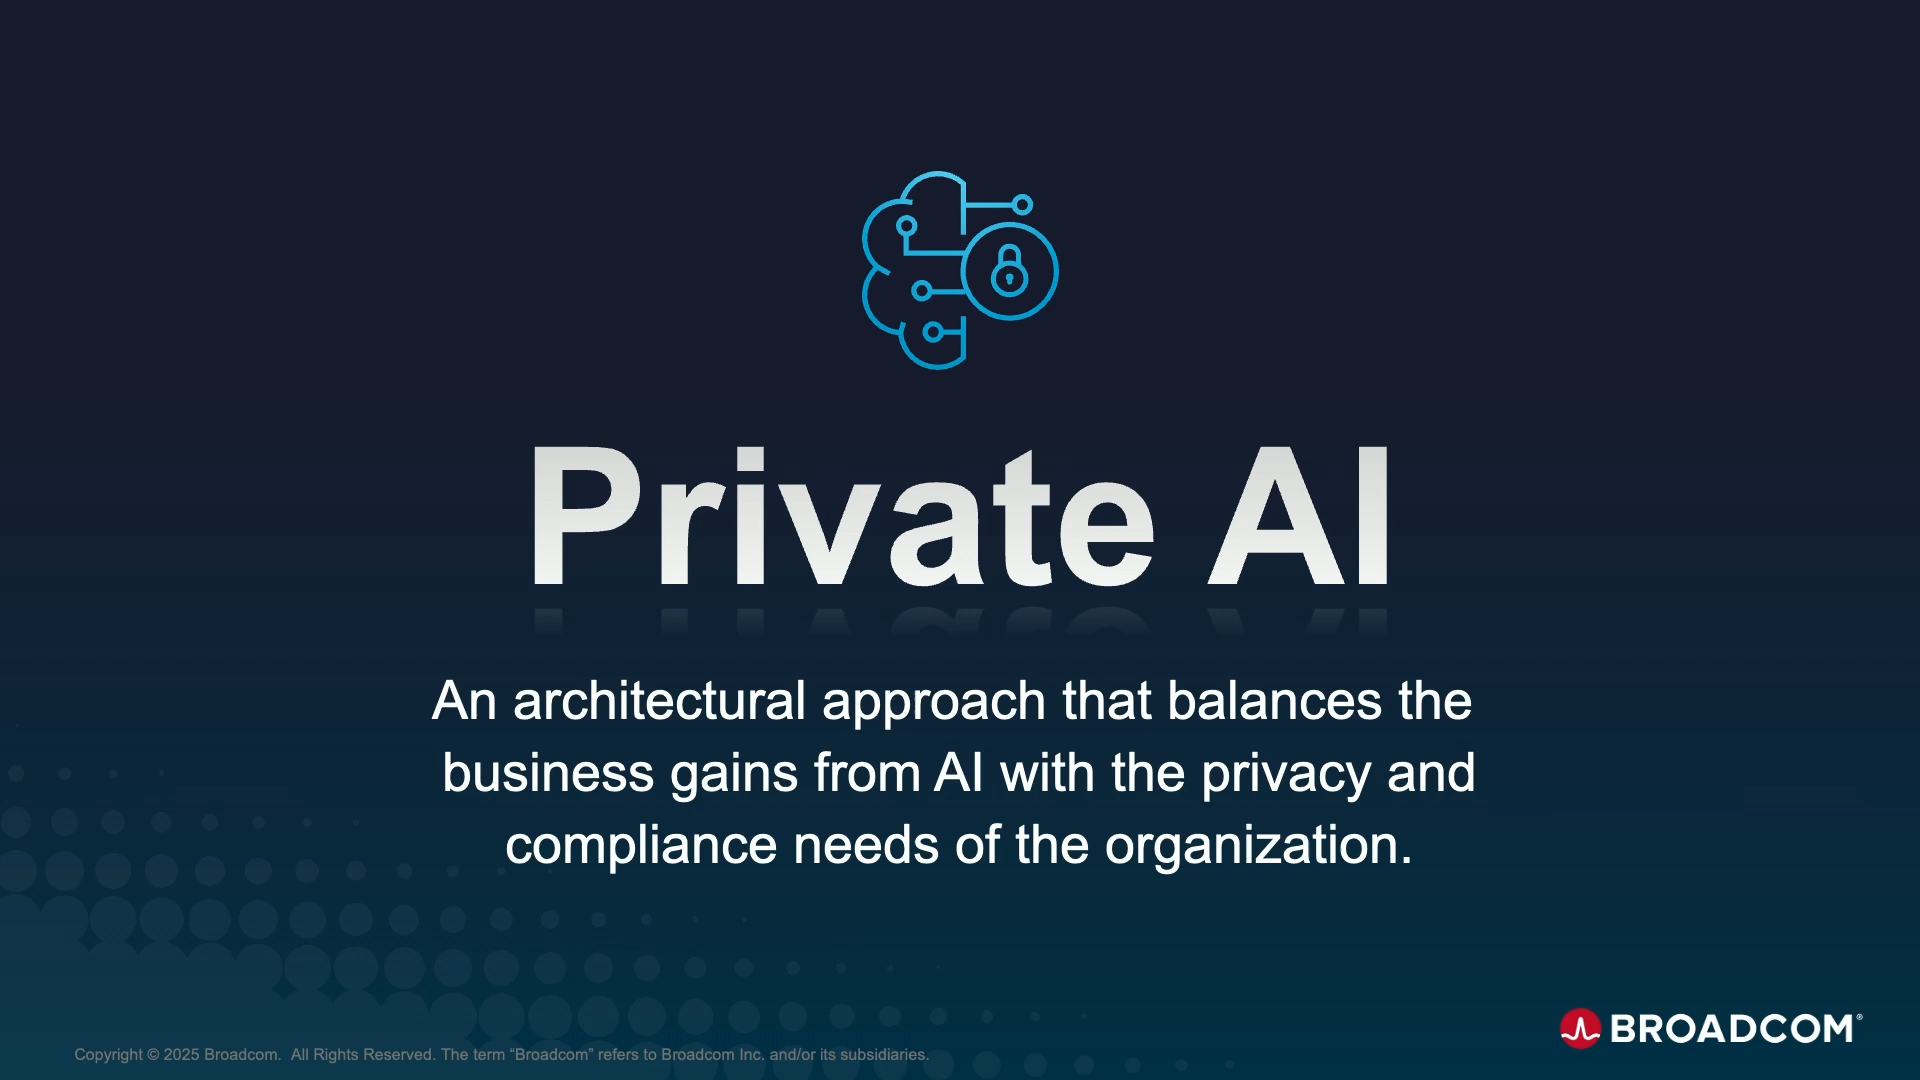 Private AI
An architectural approach that balances the
business gains from AI with the privacy and
compliance needs of the organization.
BROADCOM®
Copyright © 2025 Broadcom.  All Rights Reserved. The term “Broadcom” refers to Broadcom Inc. and/or its subsidiaries.